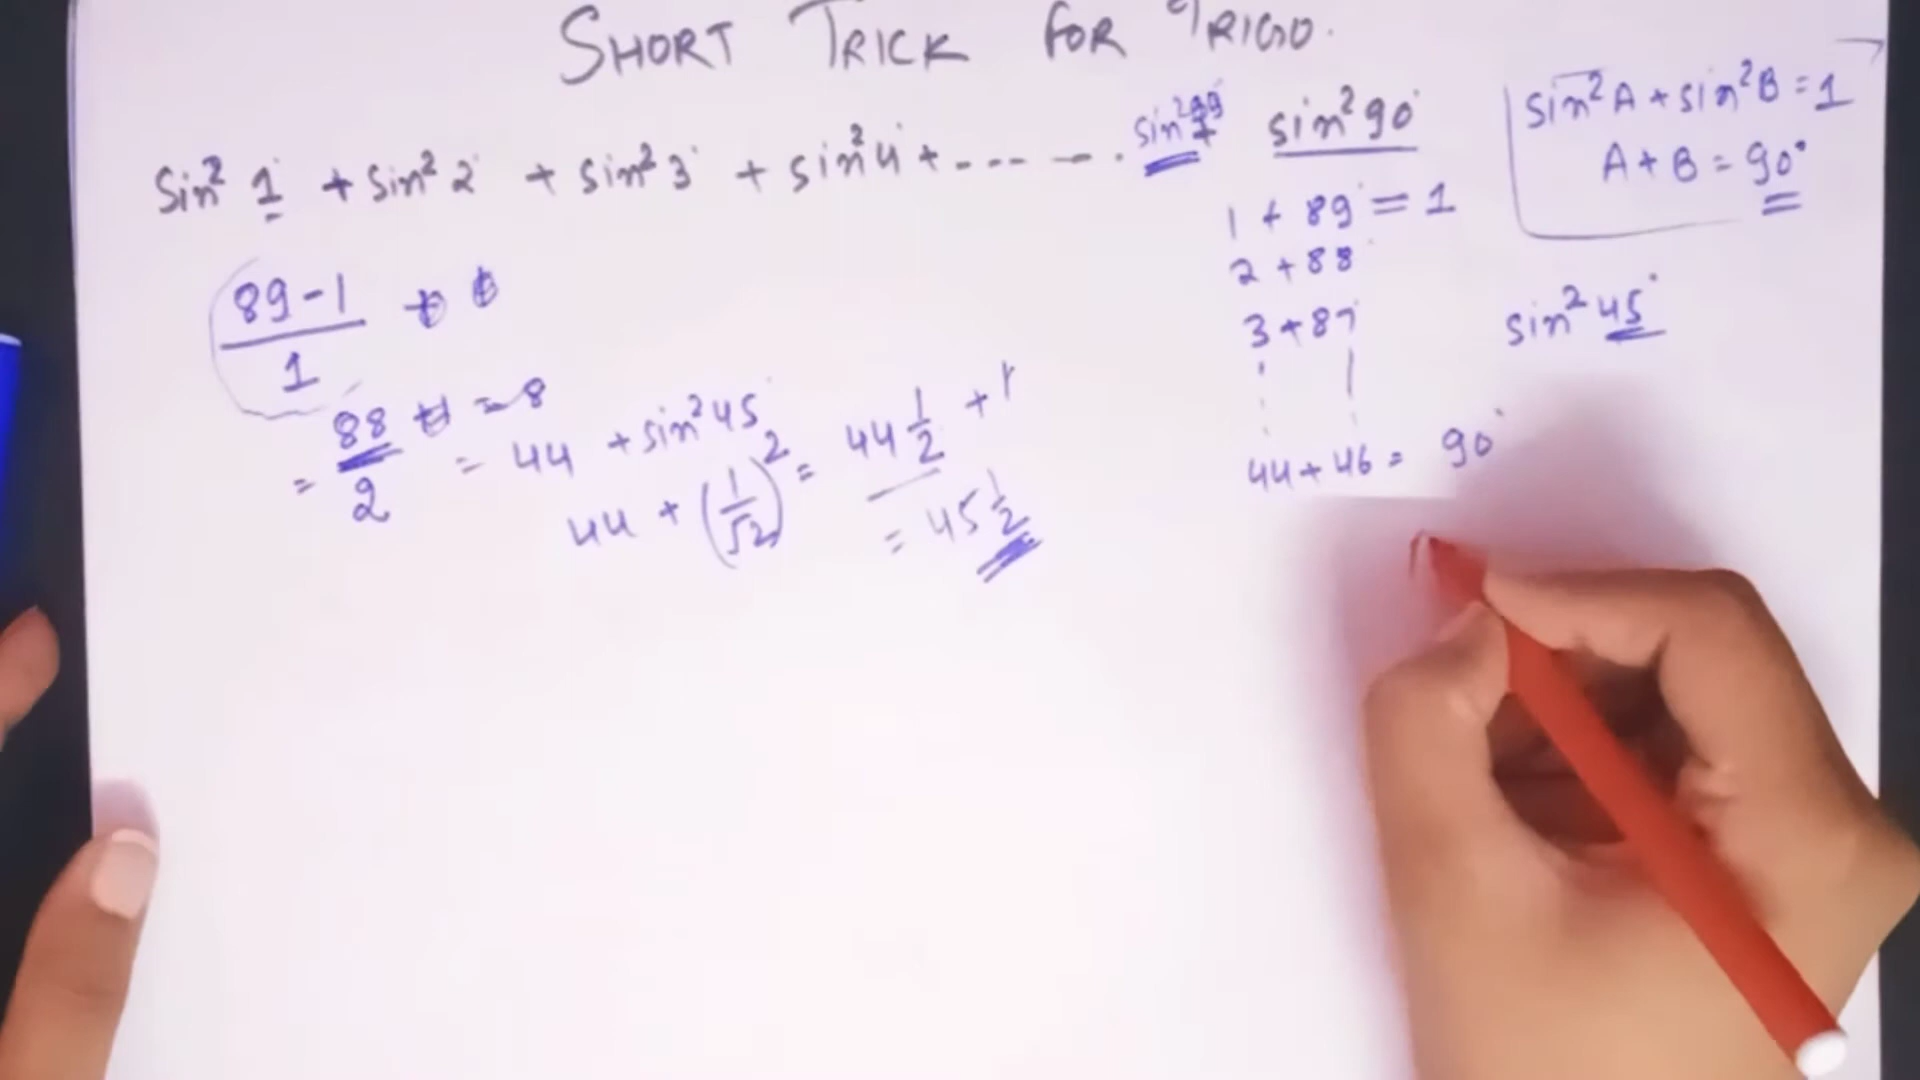 SHORT TRICK FOR TRIGO.
Sin² 1° + Sin² 2° + Sin² 3° + Sin² 4° + ------. Sin² 89° sin² 90°
sin²A + sin²B = 1
A + B = 90°
1 + 89° = 1
2 + 88°
3 + 87°
44 + 46 = 90°
sin² 45°
89-1
1
= 88
2
= 44 + sin² 45°
44 + (1/√2)² = 44 1/2 + 1
= 45 1/2